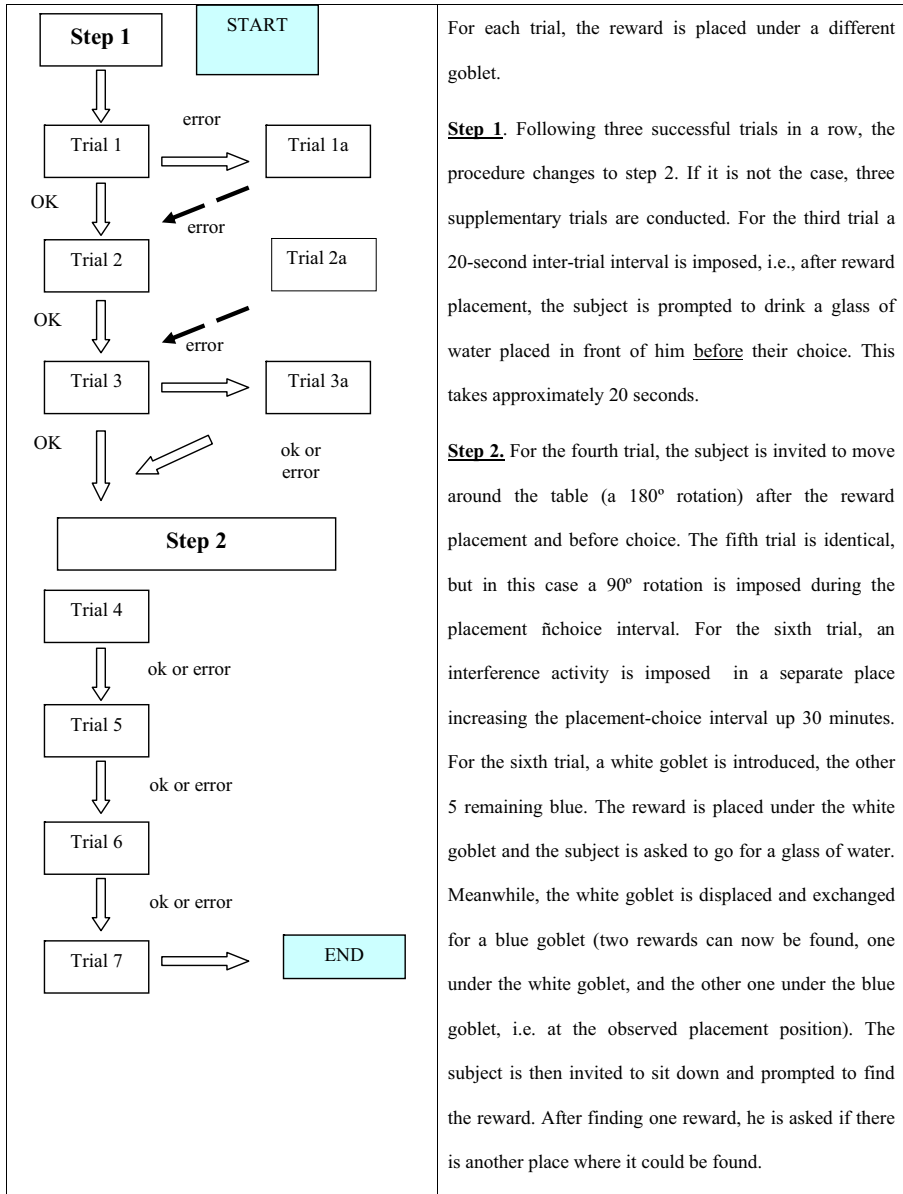 Step 1
START
error
Trial 1
Trial 1a
OK
error
Trial 2
Trial 2a
OK
error
Trial 3
Trial 3a
OK
ok or
error
Step 2
Trial 4
ok or error
Trial 5
ok or error
Trial 6
ok or error
Trial 7
END
For each trial, the reward is placed under a different
goblet.
Step 1. Following three successful trials in a row, the
procedure changes to step 2. If it is not the case, three
supplementary trials are conducted. For the third trial a
20-second inter-trial interval is imposed, i.e., after reward
placement, the subject is prompted to drink a glass of
water placed in front of him before their choice. This
takes approximately 20 seconds.
Step 2. For the fourth trial, the subject is invited to move
around the table (a 180º rotation) after the reward
placement and before choice. The fifth trial is identical,
but in this case a 90º rotation is imposed during the
placement ñchoice interval. For the sixth trial, an
interference activity is imposed in a separate place
increasing the placement-choice interval up 30 minutes.
For the sixth trial, a white goblet is introduced, the other
5 remaining blue. The reward is placed under the white
goblet and the subject is asked to go for a glass of water.
Meanwhile, the white goblet is displaced and exchanged
for a blue goblet (two rewards can now be found, one
under the white goblet, and the other one under the blue
goblet, i.e. at the observed placement position). The
subject is then invited to sit down and prompted to find
the reward. After finding one reward, he is asked if there
is another place where it could be found.